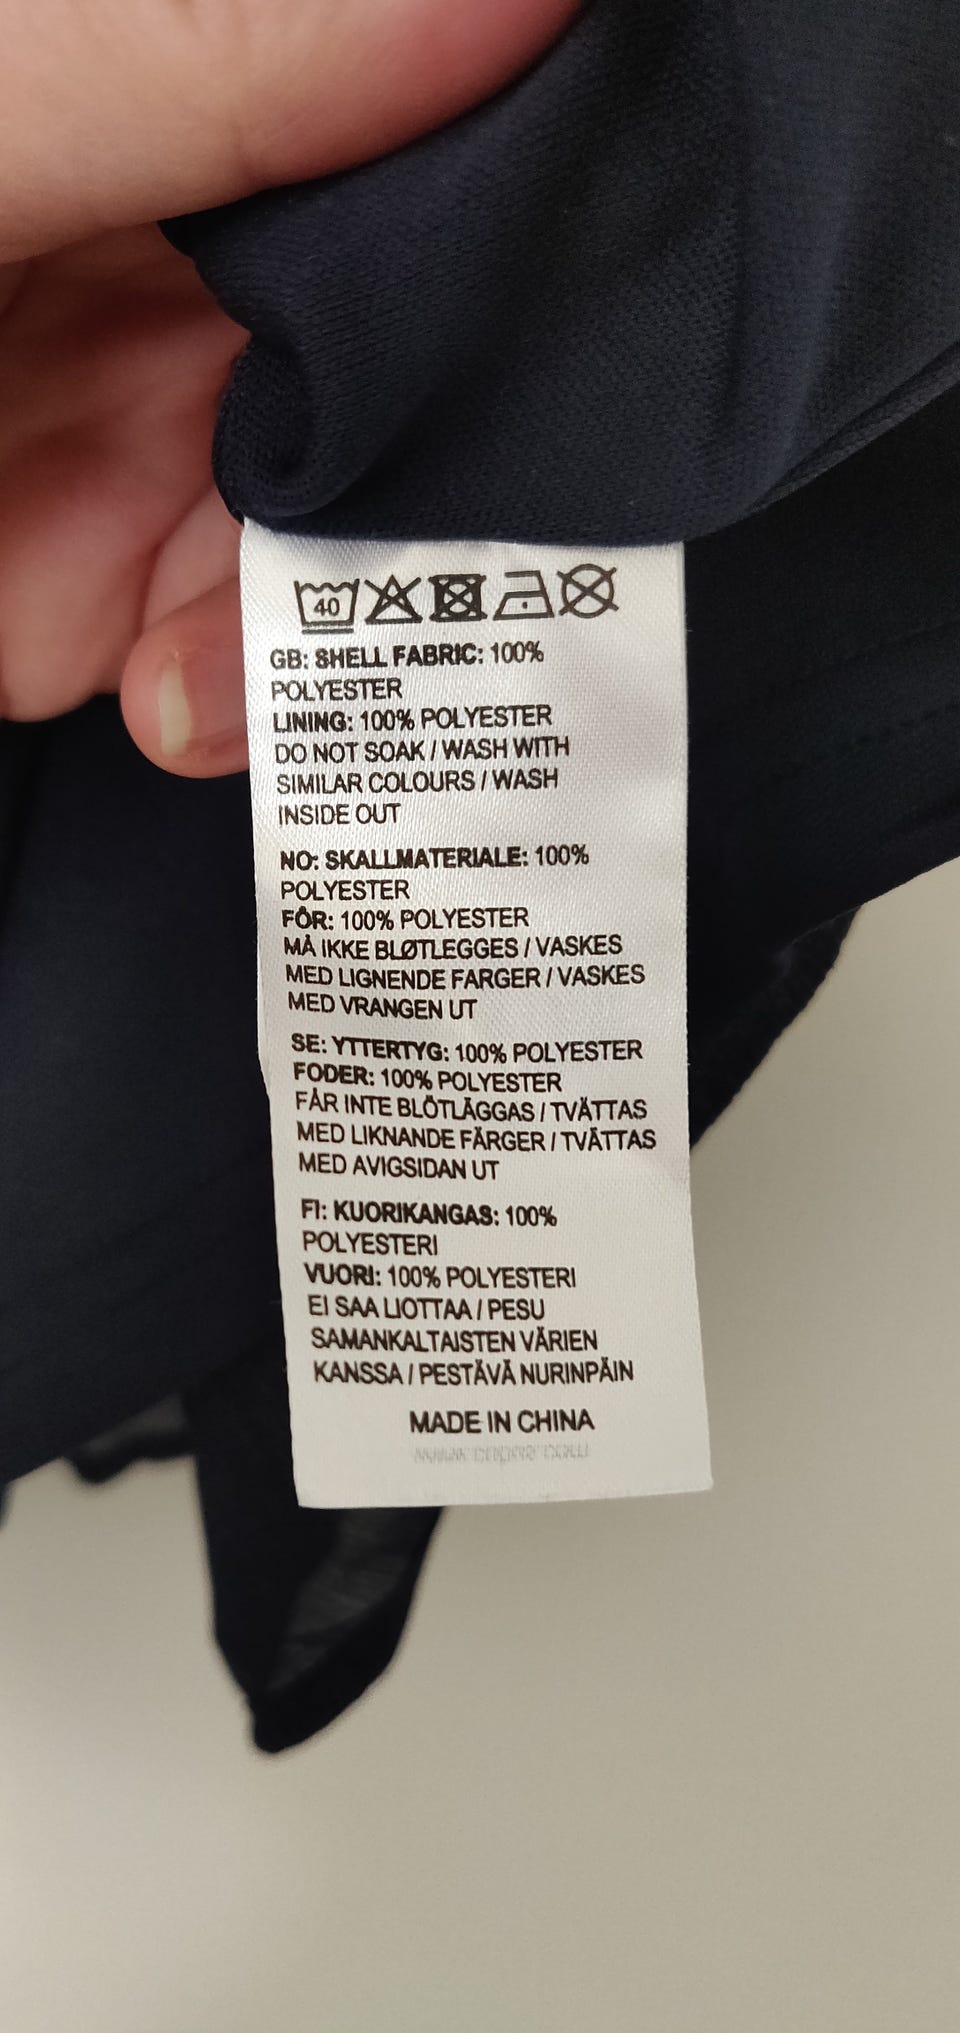 40
GB: SHELL FABRIC: 100%
POLYESTER
LINING: 100% POLYESTER
DO NOT SOAK / WASH WITH
SIMILAR COLOURS / WASH
INSIDE OUT
NO: SKALLMATERIALE: 100%
POLYESTER
FÔR: 100% POLYESTER
MÅ IKKE BLØTLEGGES / VASKES
MED LIGNENDE FARGER / VASKES
MED VRANGEN UT
SE: YTTERTYG: 100% POLYESTER
FODER: 100% POLYESTER
FÅR INTE BLÖTLÄGGAS / TVÄTTAS
MED LIKNANDE FÄRGER / TVÄTTAS
MED AVIGSIDAN UT
FI: KUORIKANGAS: 100%
POLYESTERI
VUORI: 100% POLYESTERI
EI SAA LIOTTAA / PESU
SAMANKALTAISTEN VÄRIEN
KANSSA / PESTÄVÄ NURINPÄIN
MADE IN CHINA